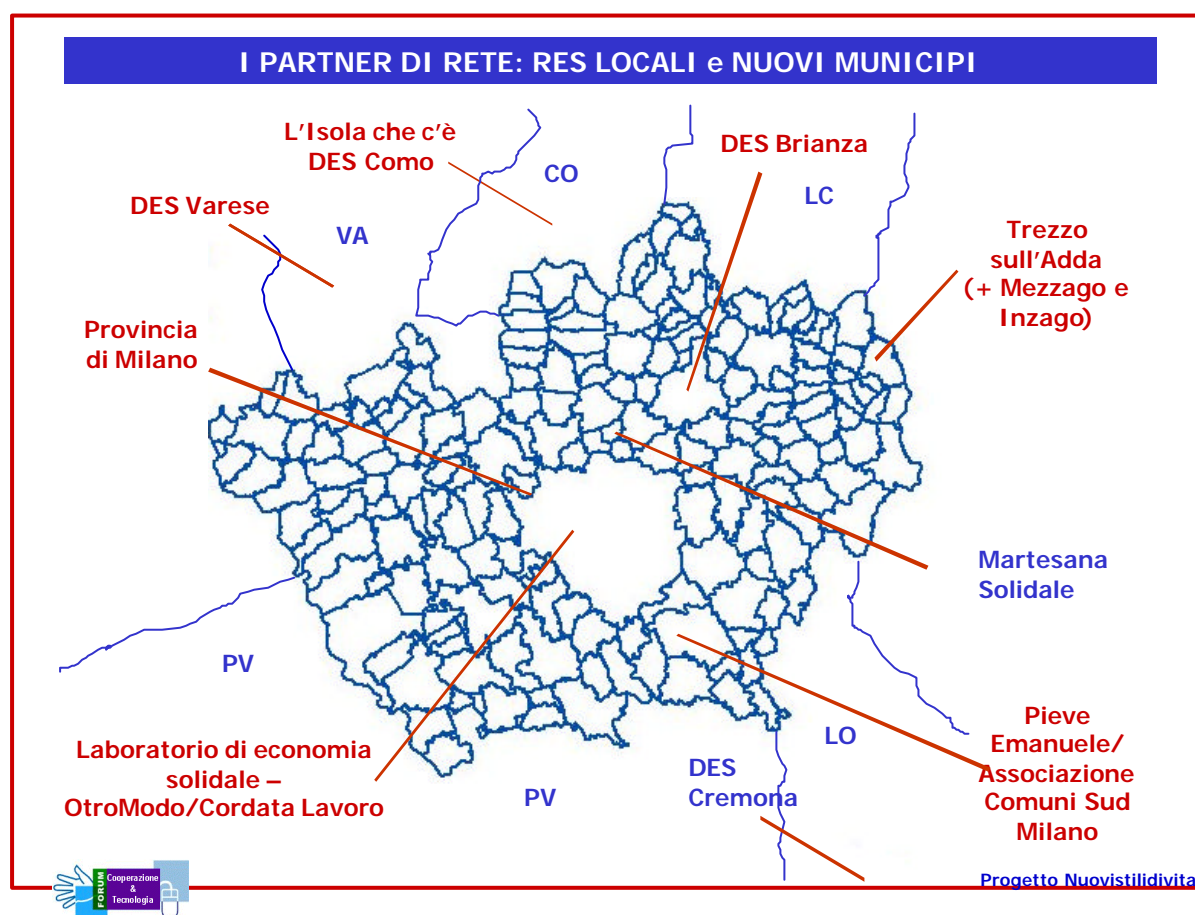 I PARTNER DI RETE: RES LOCALI e NUOVI MUNICIPI
L'Isola che c'è
DES Como
CO
DES Brianza
LC
DES Varese
VA
Trezzo
sull'Adda
(+ Mezzago e
Inzago)
Provincia
di Milano
Martesana
Solidale
PV
Laboratorio di economia
solidale –
OtroModo/Cordata Lavoro
PV
DES
Cremona
LO
Pieve
Emanuele/
Associazione
Comuni Sud
Milano
FORUM
Cooperazione
&
Tecnologia
Progetto Nuovistilidivita